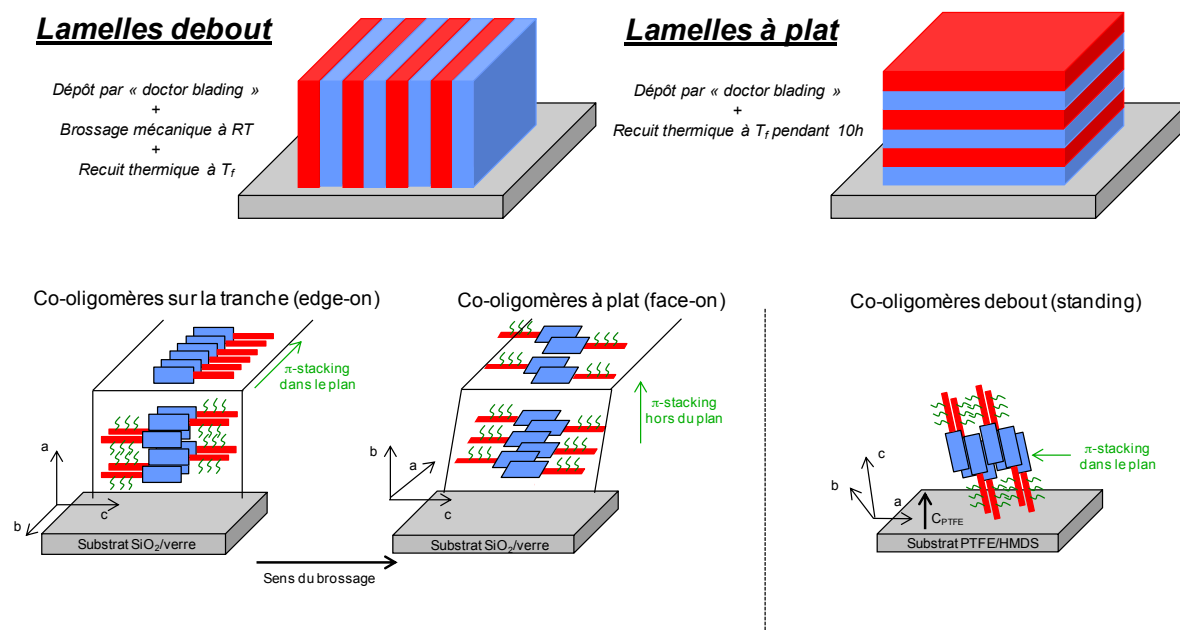 Lamelles debout
Dépôt par « doctor blading »
+
Brossage mécanique à RT
+
Recuit thermique à Tf
Lamelles à plat
Dépôt par « doctor blading »
+
Recuit thermique à Tf pendant 10h
Co-oligomères sur la tranche (edge-on)
π-stacking
dans le plan
a
b
c
Substrat SiO2/verre
Co-oligomères à plat (face-on)
π-stacking
hors du plan
b
a
c
Substrat SiO2/verre
Sens du brossage
Co-oligomères debout (standing)
π-stacking
dans le plan
c
b
a
CPTFE
Substrat PTFE/HMDS